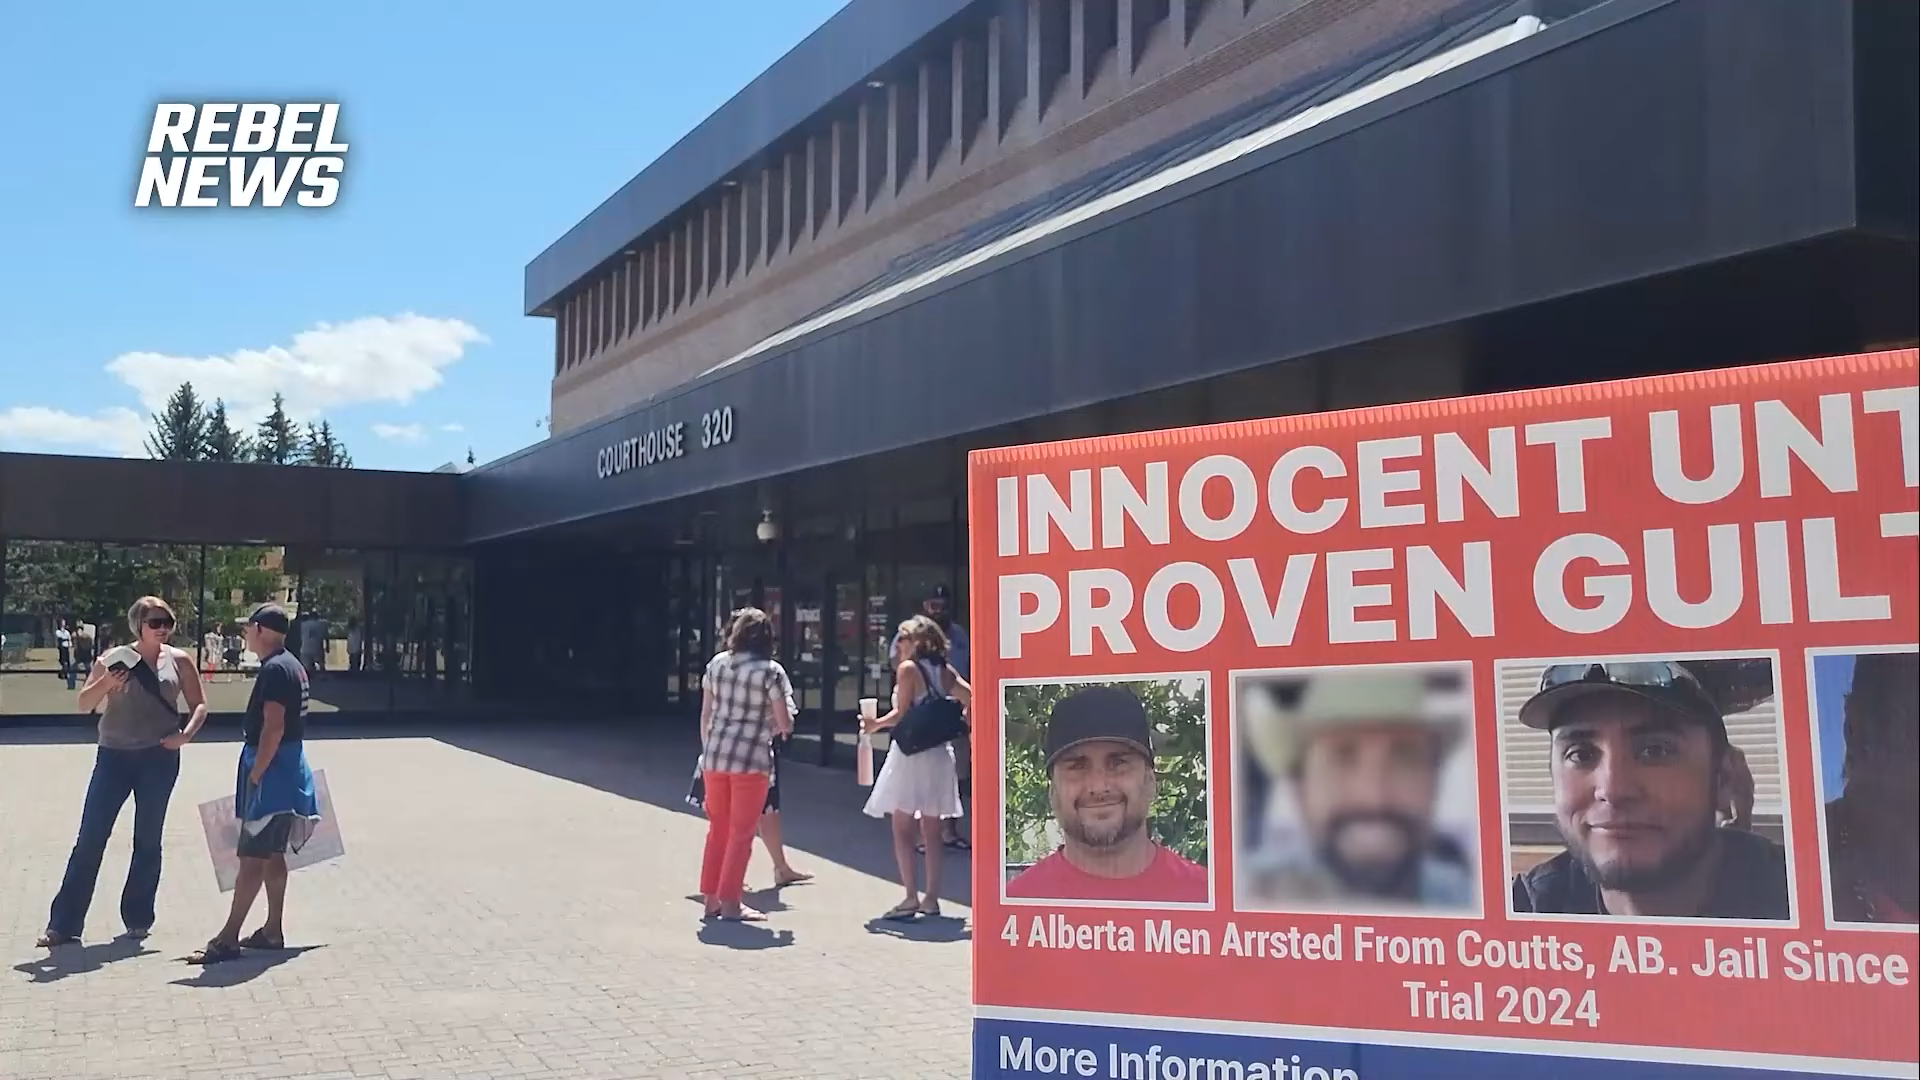 REBEL
NEWS
COURTHOUSE 320
INNOCENT UNT
PROVEN GUILT
4 Alberta Men Arrsted From Coutts, AB. Jail Since
Trial 2024
More Information